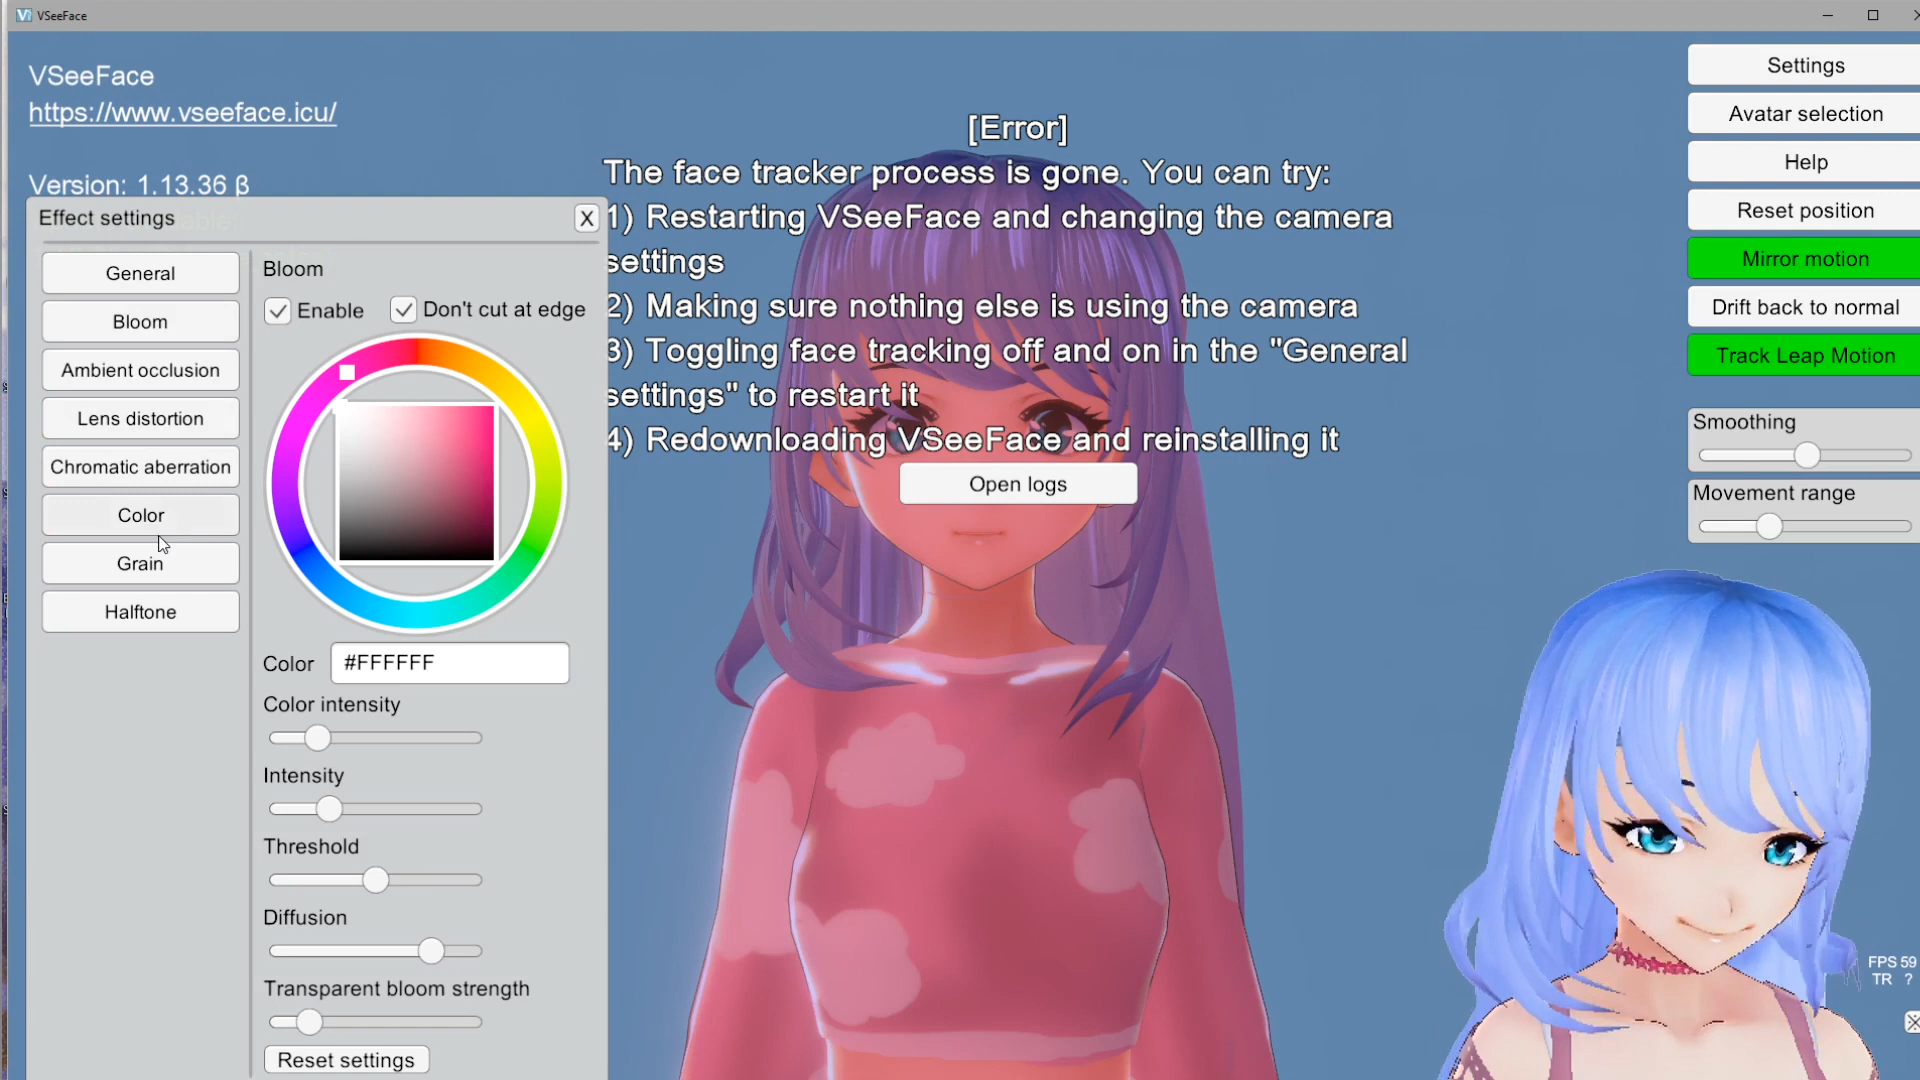 VSeeFace
VSeeFace
https://www.vseeface.icu/
Version: 1.13.36 β
Effect settings
X
General
Bloom
Ambient occlusion
Lens distortion
Chromatic aberration
Color
Grain
Halftone
Bloom
Enable
Don't cut at edge
Color
#FFFFFF
Color intensity
Intensity
Threshold
Diffusion
Transparent bloom strength
Reset settings
[Error]
The face tracker process is gone. You can try:
1) Restarting VSeeFace and changing the camera
settings
2) Making sure nothing else is using the camera
3) Toggling face tracking off and on in the "General
settings" to restart it
4) Redownloading VSeeFace and reinstalling it
Open logs
Settings
Avatar selection
Help
Reset position
Mirror motion
Drift back to normal
Track Leap Motion
Smoothing
Movement range
FPS 59
TR ?